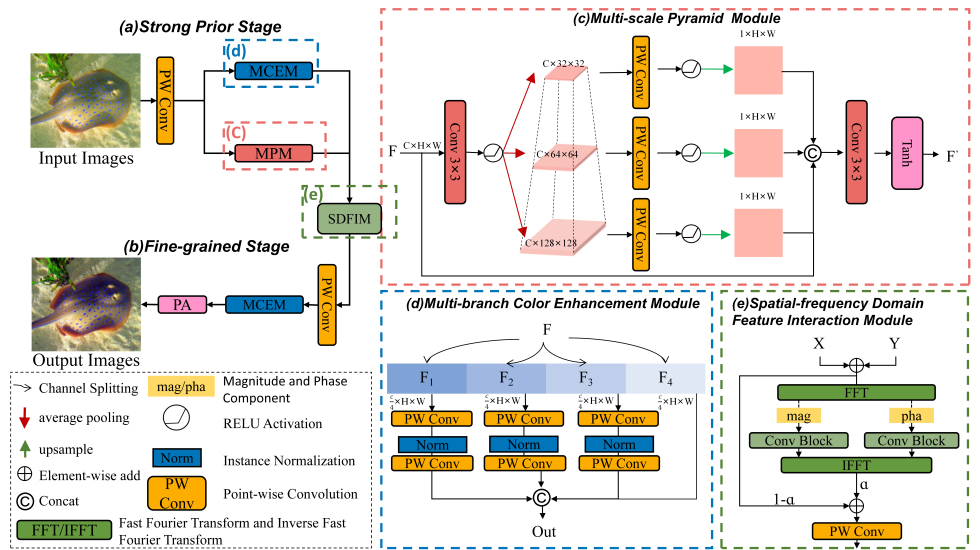 (a)Strong Prior Stage
Input Images
PW Conv
(d)
MCEM
(C)
MPM
(e)
SDFIM
(b)Fine-grained Stage
Output Images
PA
MCEM
PW Conv
Channel Splitting
average pooling
upsample
Element-wise add
Concat
FFT/IFFT
Fast Fourier Transform and Inverse Fast
Fourier Transform
mag/pha
Magnitude and Phase
Component
RELU Activation
Norm
Instance Normalization
PW
Conv
Point-wise Convolution
(c)Multi-scale Pyramid Module
F
C×H×W
Conv 3×3
C×32×32
C×64×64
C×128×128
PW Conv
PW Conv
PW Conv
1×H×W
1×H×W
1×H×W
C
Conv 3×3
Tanh
F'
(d)Multi-branch Color Enhancement Module
F
F1
F2
F3
F4
c/4×H×W
c/4×H×W
c/4×H×W
c/4×H×W
PW Conv
PW Conv
PW Conv
Norm
Norm
Norm
PW Conv
PW Conv
PW Conv
C
Out
(e)Spatial-frequency Domain
Feature Interaction Module
X
Y
FFT
mag
pha
Conv Block
Conv Block
IFFT
α
1-α
PW Conv